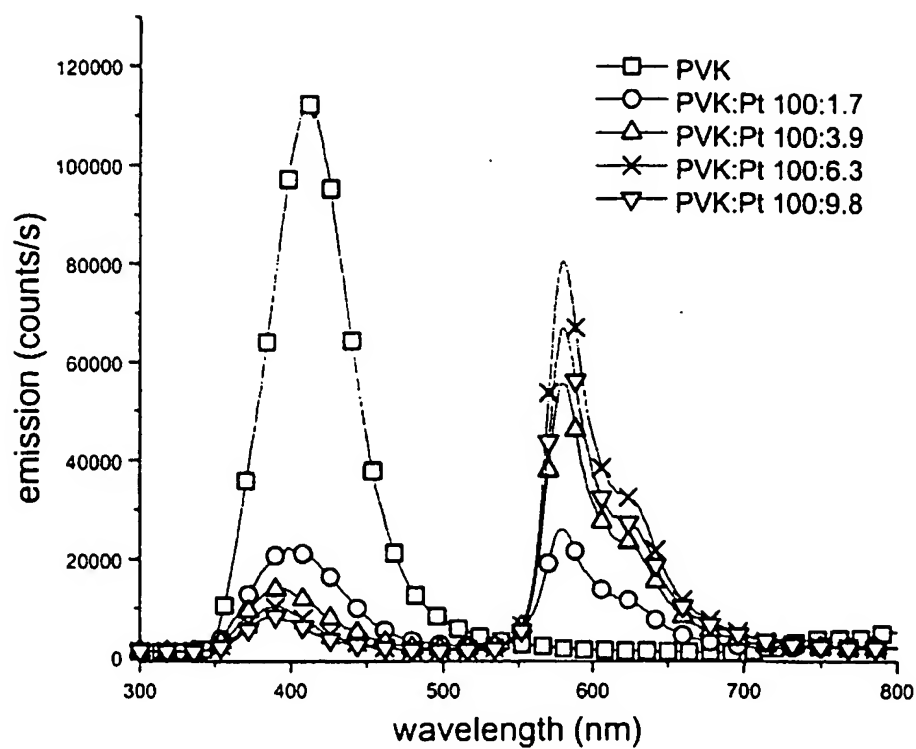 120000
100000
80000
60000
40000
20000
0
emission (counts/s)
PVK
PVK:Pt 100:1.7
PVK:Pt 100:3.9
PVK:Pt 100:6.3
PVK:Pt 100:9.8
300 400 500 600 700 800
wavelength (nm)